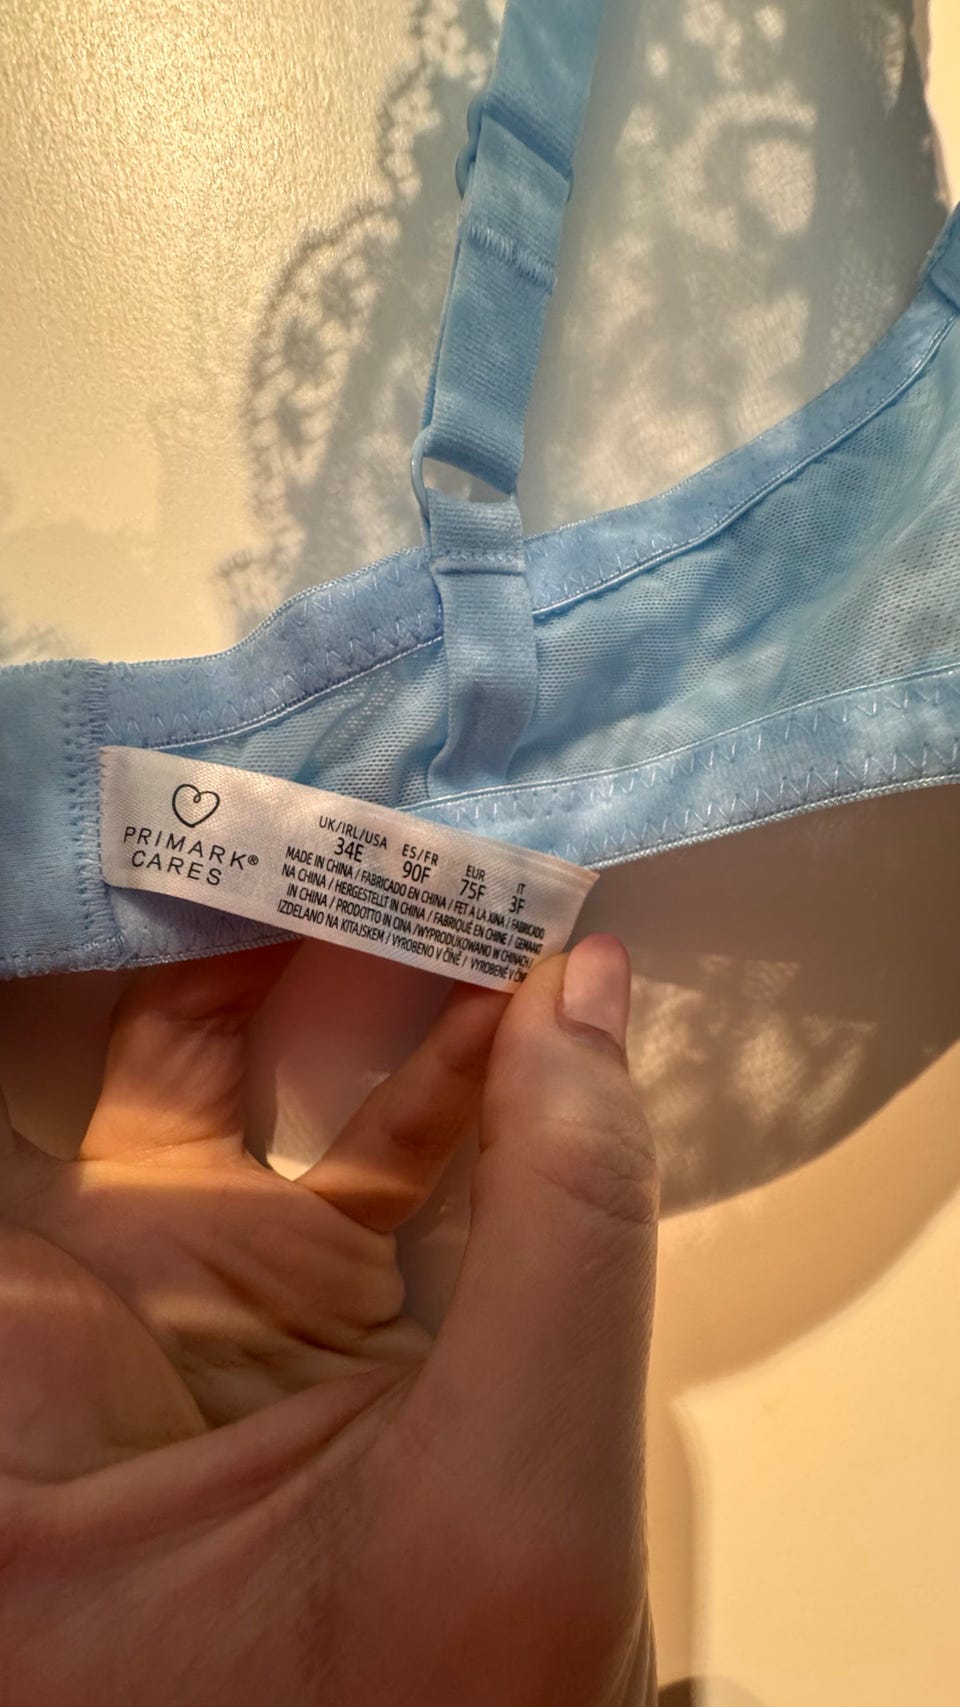 PRIMARK®
CARES
UK/IRL/USA ES/FR EUR IT
34E 90F 75F 3F
MADE IN CHINA / FABRICADO EN CHINA / FET A LA XINA / FABRICADO
NA CHINA / HERGESTELLT IN CHINA / FABRIQUÉ EN CHINE / GEMAAKT
IN CHINA / PRODOTTO IN CINA /WYPRODUKOWANO W CHINACH/
IZDELANO NA KITAJSKEM / VYROBENO V ČÍNĚ / VYROBENÉ V